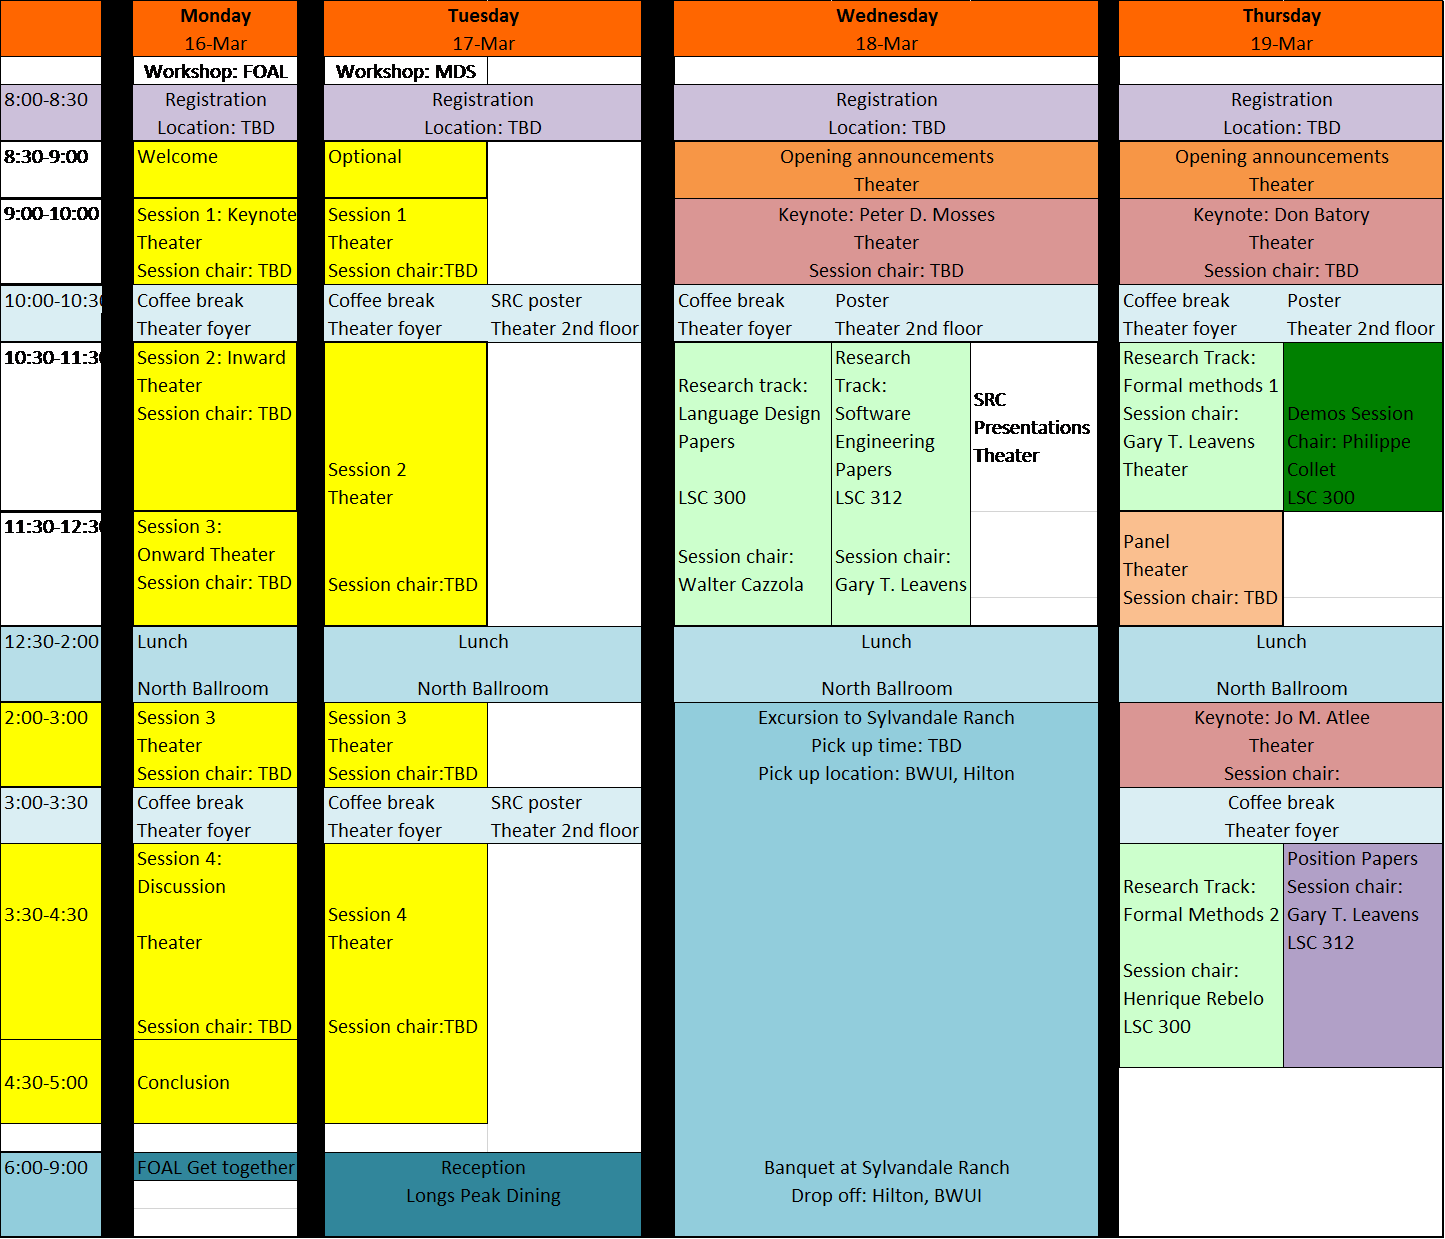 Monday
16-Mar
Tuesday
17-Mar
Wednesday
18-Mar
Thursday
19-Mar
Workshop: FOAL
Workshop: MDS
8:00-8:30
Registration
Location: TBD
Registration
Location: TBD
Registration
Location: TBD
Registration
Location: TBD
8:30-9:00
Welcome
Optional
Opening announcements
Theater
Opening announcements
Theater
9:00-10:00
Session 1: Keynote
Theater
Session chair: TBD
Session 1
Theater
Session chair:TBD
Keynote: Peter D. Mosses
Theater
Session chair: TBD
Keynote: Don Batory
Theater
Session chair: TBD
10:00-10:30
Coffee break
Theater foyer
Coffee break
Theater foyer
SRC poster
Theater 2nd floor
Coffee break
Theater foyer
Poster
Theater 2nd floor
Coffee break
Theater foyer
Poster
Theater 2nd floor
10:30-11:30
Session 2: Inward
Theater
Session chair: TBD
Session 2
Theater
Session chair:TBD
Research track:
Language Design
Papers
LSC 300
Session chair:
Walter Cazzola
Research
Track:
Software
Engineering
Papers
LSC 312
Session chair:
Gary T. Leavens
SRC
Presentations
Theater
Research Track:
Formal methods 1
Session chair:
Gary T. Leavens
Theater
Demos Session
Chair: Philippe
Collet
LSC 300
11:30-12:30
Session 3:
Onward Theater
Session chair: TBD
Panel
Theater
Session chair: TBD
12:30-2:00
Lunch
North Ballroom
Lunch
North Ballroom
Lunch
North Ballroom
Lunch
North Ballroom
2:00-3:00
Session 3
Theater
Session chair: TBD
Session 3
Theater
Session chair:TBD
Excursion to Sylvandale Ranch
Pick up time: TBD
Pick up location: BWUI, Hilton
Keynote: Jo M. Atlee
Theater
Session chair:
3:00-3:30
Coffee break
Theater foyer
Coffee break
Theater foyer
SRC poster
Theater 2nd floor
Coffee break
Theater foyer
3:30-4:30
Session 4:
Discussion
Theater
Session chair: TBD
Session 4
Theater
Session chair:TBD
Research Track:
Formal Methods 2
Session chair:
Henrique Rebelo
LSC 300
Position Papers
Session chair:
Gary T. Leavens
LSC 312
4:30-5:00
Conclusion
6:00-9:00
FOAL Get together
Reception
Longs Peak Dining
Banquet at Sylvandale Ranch
Drop off: Hilton, BWUI